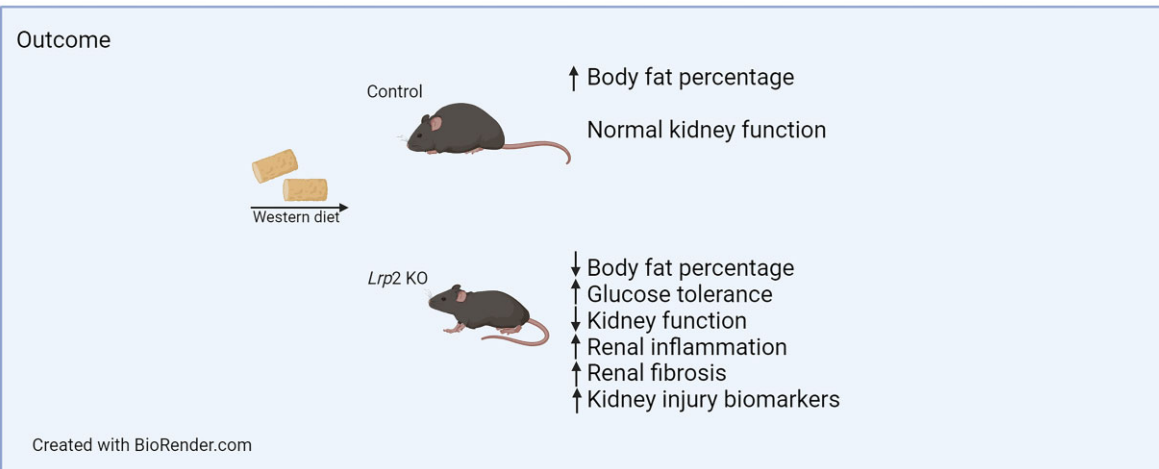 Outcome
Control
↑ Body fat percentage
Normal kidney function
Western diet
Lrp2 KO
↓ Body fat percentage
↑ Glucose tolerance
↓ Kidney function
↑ Renal inflammation
↑ Renal fibrosis
↑ Kidney injury biomarkers
Created with BioRender.com